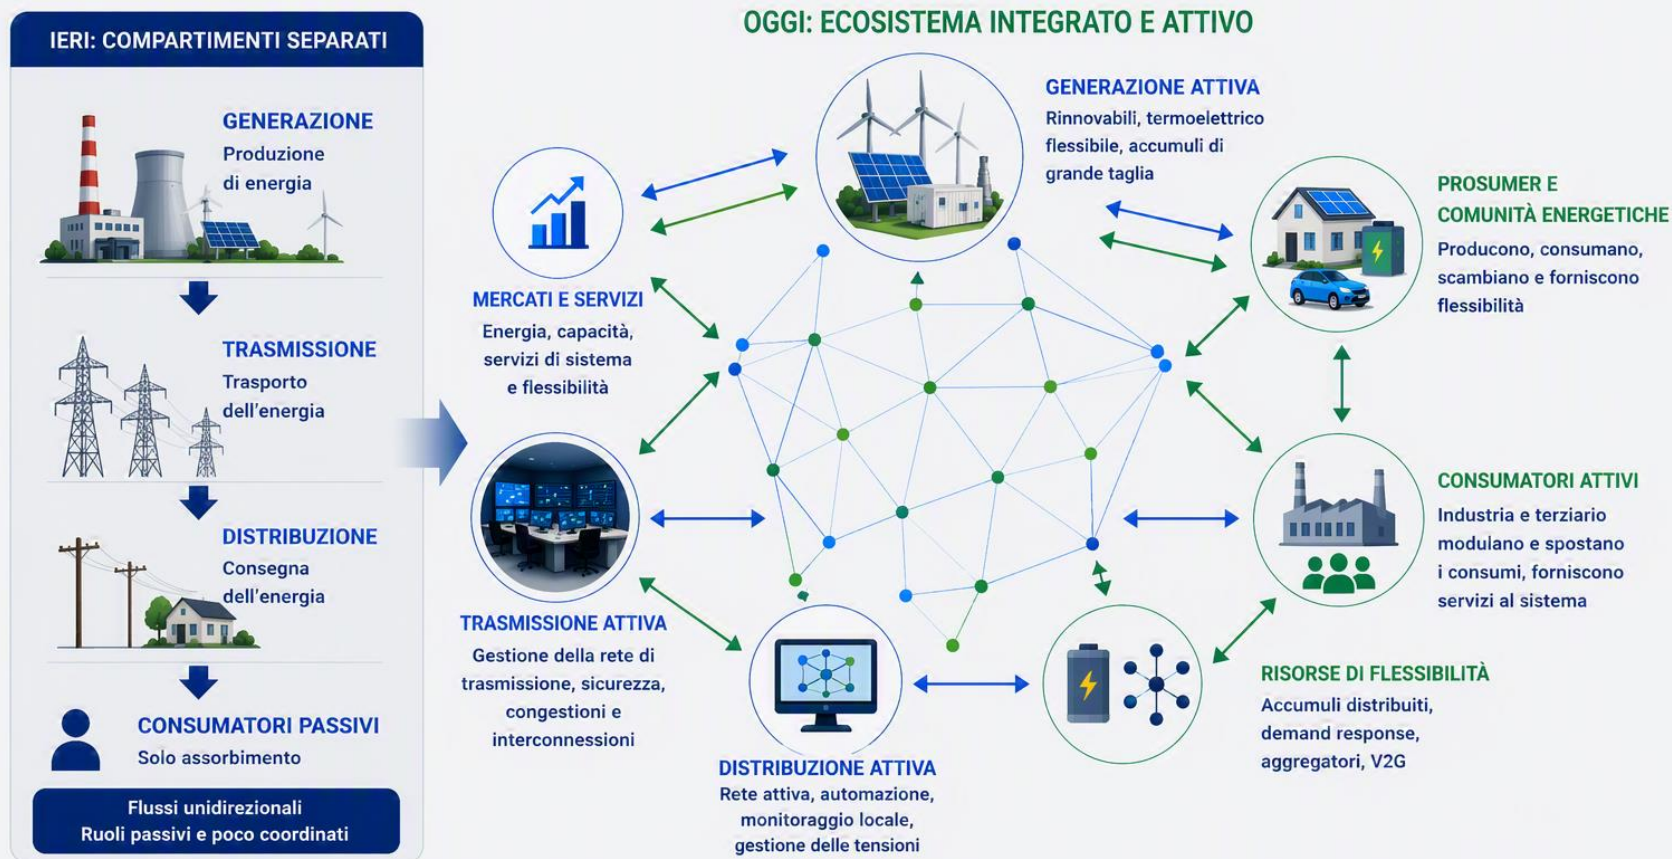 IERI: COMPARTIMENTI SEPARATI
GENERAZIONE
Produzione
di energia
TRASMISSIONE
Trasporto
dell'energia
DISTRIBUZIONE
Consegna
dell'energia
CONSUMATORI PASSIVI
Solo assorbimento
Flussi unidirezionali
Ruoli passivi e poco coordinati
OGGI: ECOSISTEMA INTEGRATO E ATTIVO
GENERAZIONE ATTIVA
Rinnovabili, termoelettrico
flessibile, accumuli di
grande taglia
PROSUMER E
COMUNITÀ ENERGETICHE
Producono, consumano,
scambiano e forniscono
flessibilità
MERCATI E SERVIZI
Energia, capacità,
servizi di sistema
e flessibilità
CONSUMATORI ATTIVI
Industria e terziario
modulano e spostano
i consumi, forniscono
servizi al sistema
TRASMISSIONE ATTIVA
Gestione della rete di
trasmissione, sicurezza,
congestioni e
interconnessioni
RISORSE DI FLESSIBILITÀ
Accumuli distribuiti,
demand response,
aggregatori, V2G
DISTRIBUZIONE ATTIVA
Rete attiva, automazione,
monitoraggio locale,
gestione delle tensioni